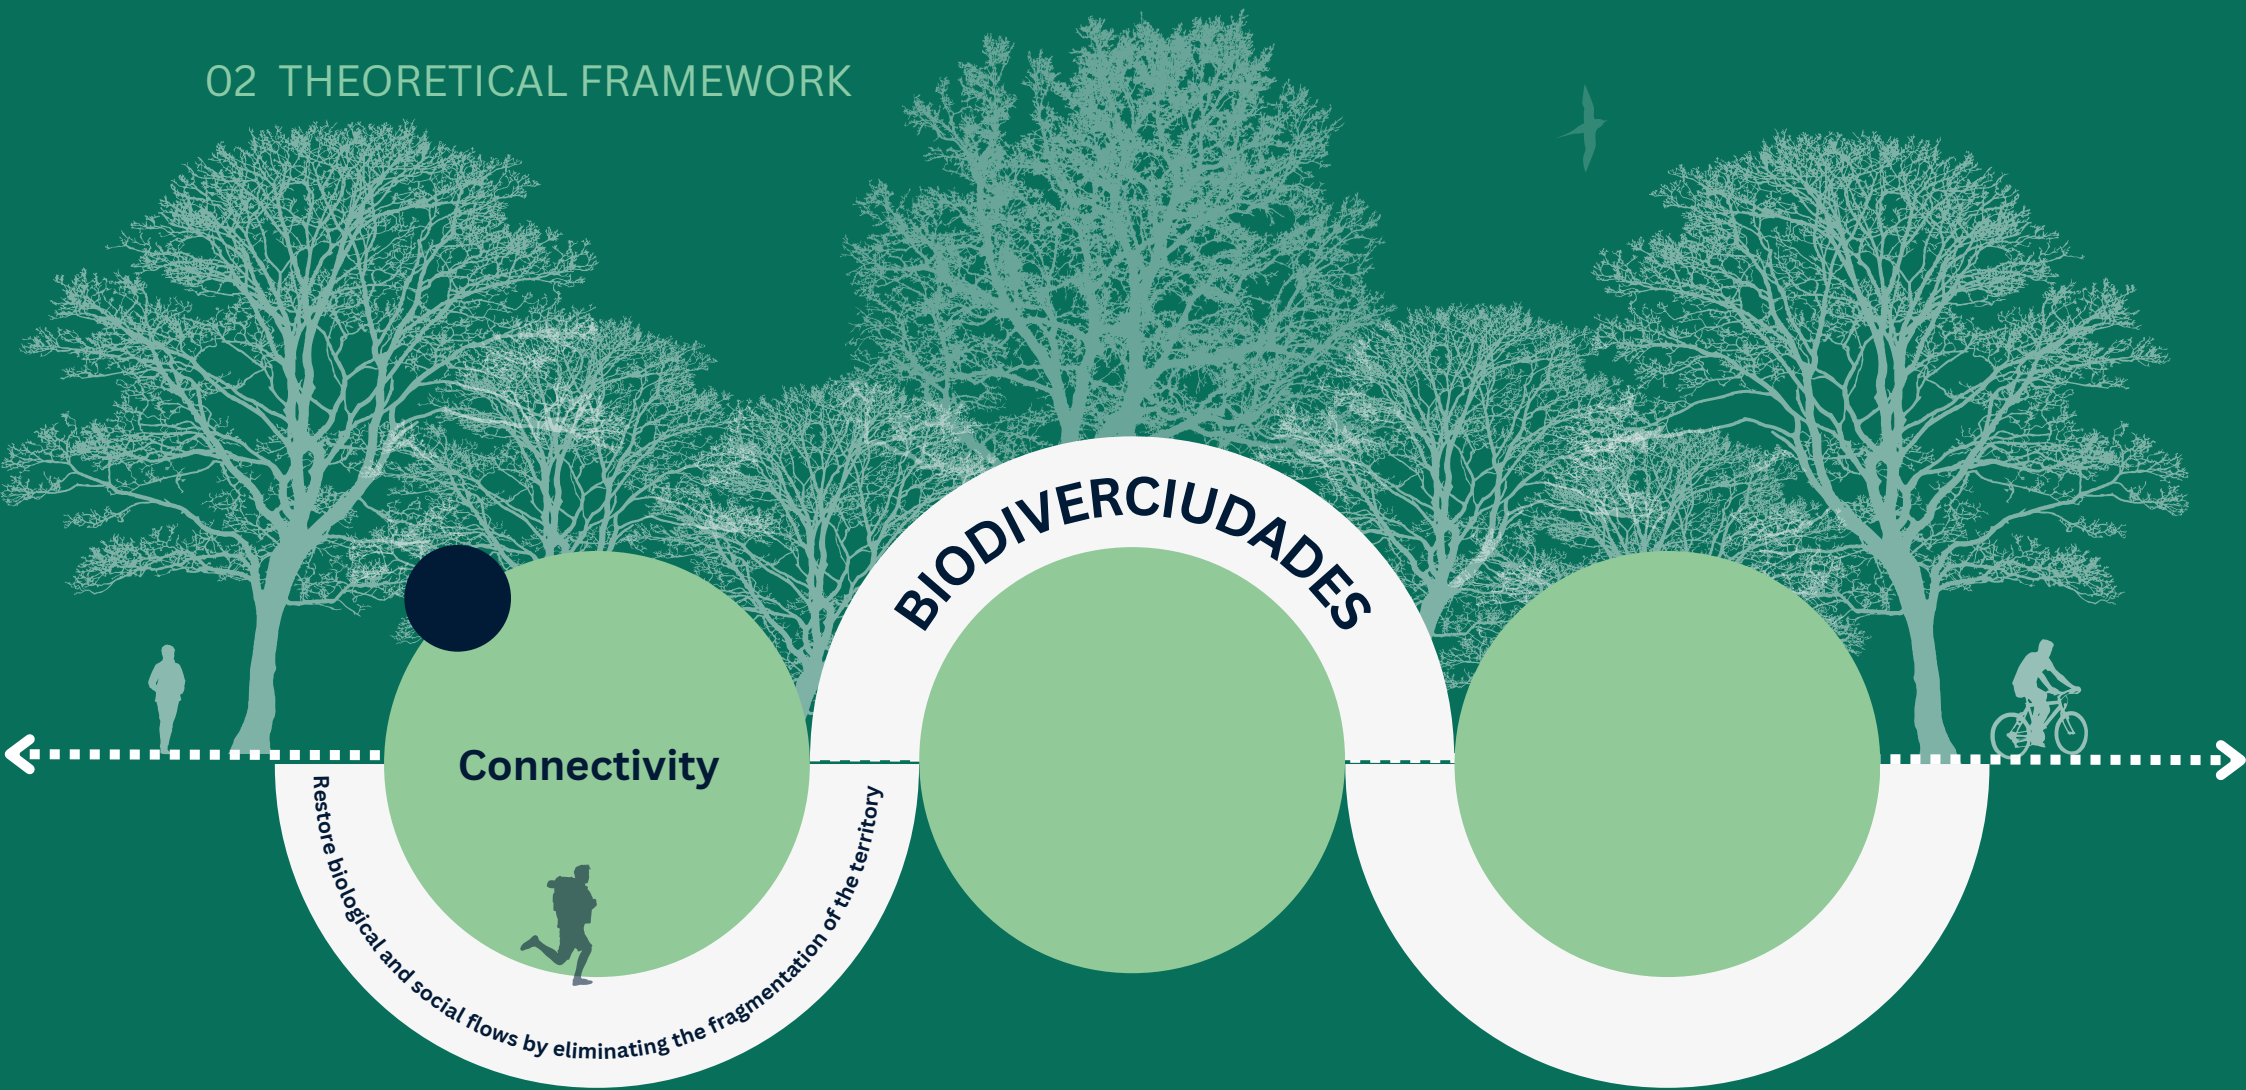 02 THEORETICAL FRAMEWORK
BIODIVERCIUDADES
Connectivity
Restore biological and social flows by eliminating the fragmentation of the territory